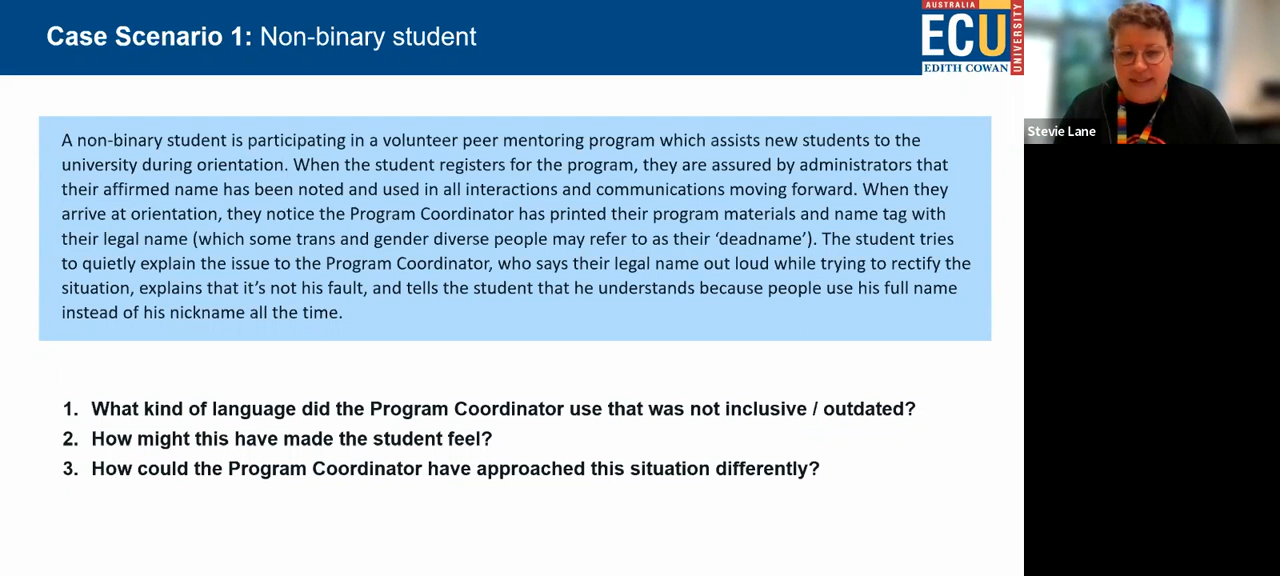 Case Scenario 1: Non-binary student
AUSTRALIA
ECU
EDITH COWAN
UNIVERSITY
Stevie Lane
A non-binary student is participating in a volunteer peer mentoring program which assists new students to the
university during orientation. When the student registers for the program, they are assured by administrators that
their affirmed name has been noted and used in all interactions and communications moving forward. When they
arrive at orientation, they notice the Program Coordinator has printed their program materials and name tag with
their legal name (which some trans and gender diverse people may refer to as their ‘deadname’). The student tries
to quietly explain the issue to the Program Coordinator, who says their legal name out loud while trying to rectify the
situation, explains that it’s not his fault, and tells the student that he understands because people use his full name
instead of his nickname all the time.
1. What kind of language did the Program Coordinator use that was not inclusive / outdated?
2. How might this have made the student feel?
3. How could the Program Coordinator have approached this situation differently?